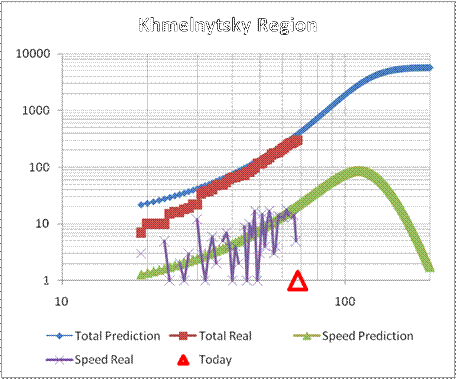 Khmelnytsky Region
10000
1000
100
10
1
10 100
Total Prediction Total Real Speed Prediction
Speed Real Today